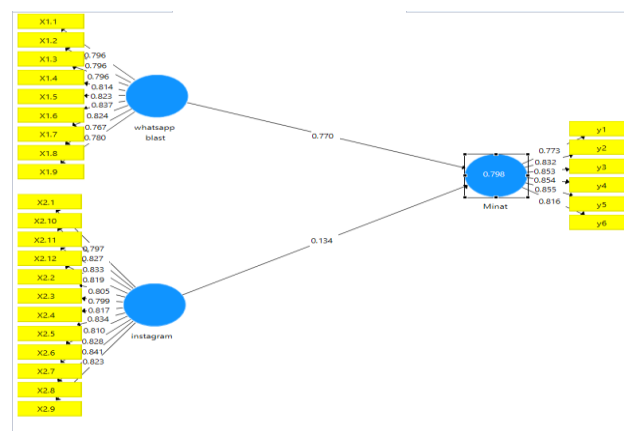 X1.1
X1.2
X1.3
X1.4
X1.5
X1.6
X1.7
X1.8
X1.9
0.796
0.796
0.796
0.814
0.823
0.837
0.824
0.767
0.780
whatsapp
blast
0.770
X2.1
X2.10
X2.11
X2.12
X2.2
X2.3
X2.4
X2.5
X2.6
X2.7
X2.8
X2.9
0.797
0.827
0.833
0.819
0.805
0.799
0.817
0.834
0.810
0.828
0.841
0.823
instagram
0.134
0.798
Minat
0.773
0.832
0.853
0.854
0.855
0.816
y1
y2
y3
y4
y5
y6